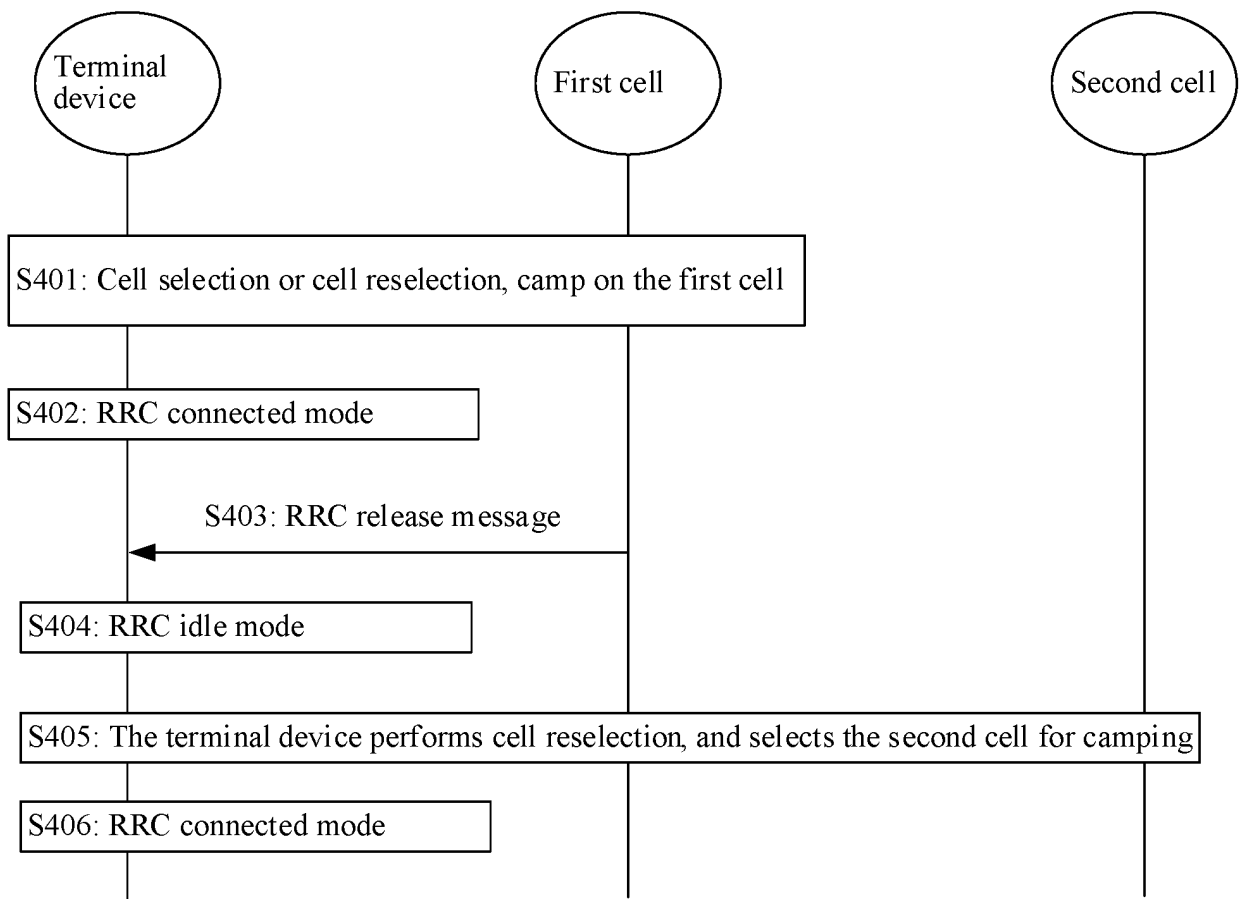 Terminal
device
First cell
Second cell
S401: Cell selection or cell reselection, camp on the first cell
S402: RRC connected mode
S403: RRC release message
S404: RRC idle mode
S405: The terminal device performs cell reselection, and selects the second cell for camping
S406: RRC connected mode